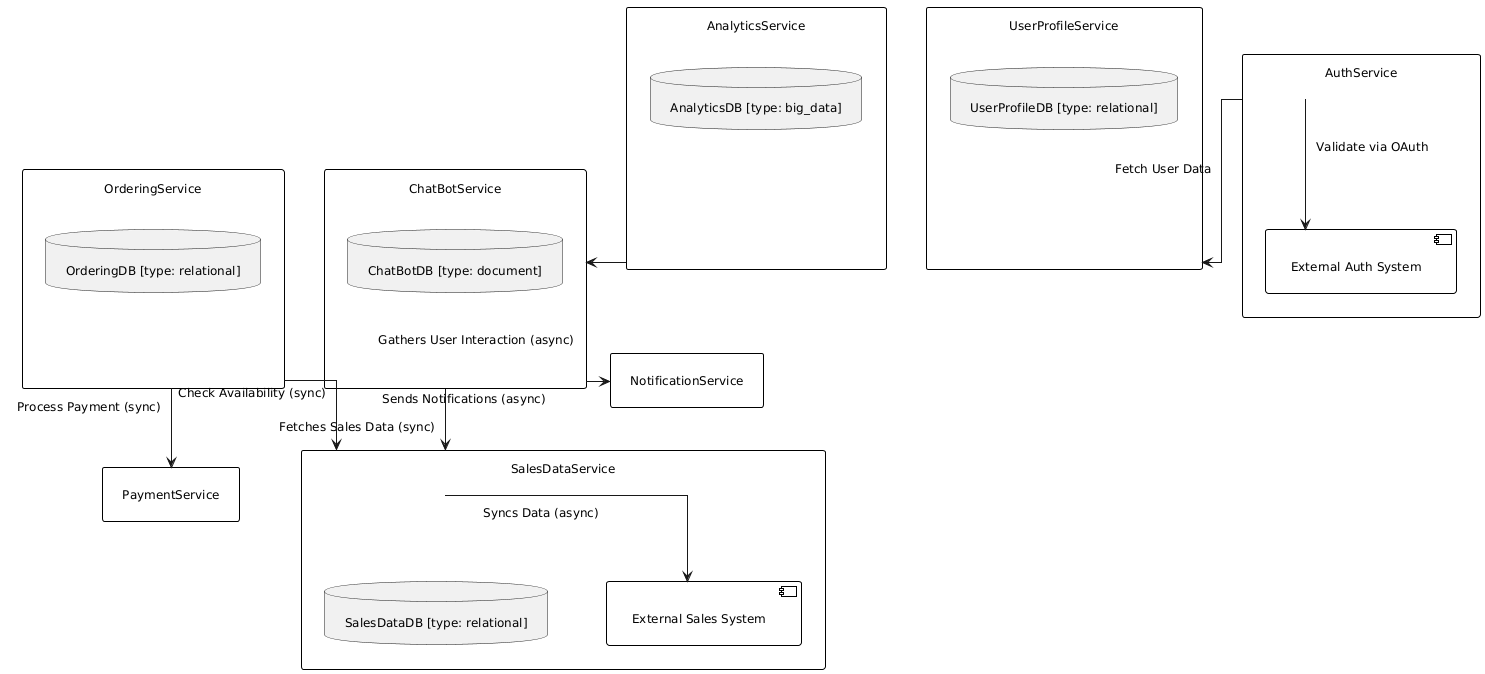 AnalyticsService
UserProfileService
AuthService
AnalyticsDB [type: big_data]
UserProfileDB [type: relational]
Validate via OAuth
Fetch User Data
OrderingService
ChatBotService
OrderingDB [type: relational]
ChatBotDB [type: document]
External Auth System
Gathers User Interaction (async)
NotificationService
Check Availability (sync)
Sends Notifications (async)
Process Payment (sync)
Fetches Sales Data (sync)
SalesDataService
PaymentService
Syncs Data (async)
SalesDataDB [type: relational]
External Sales System